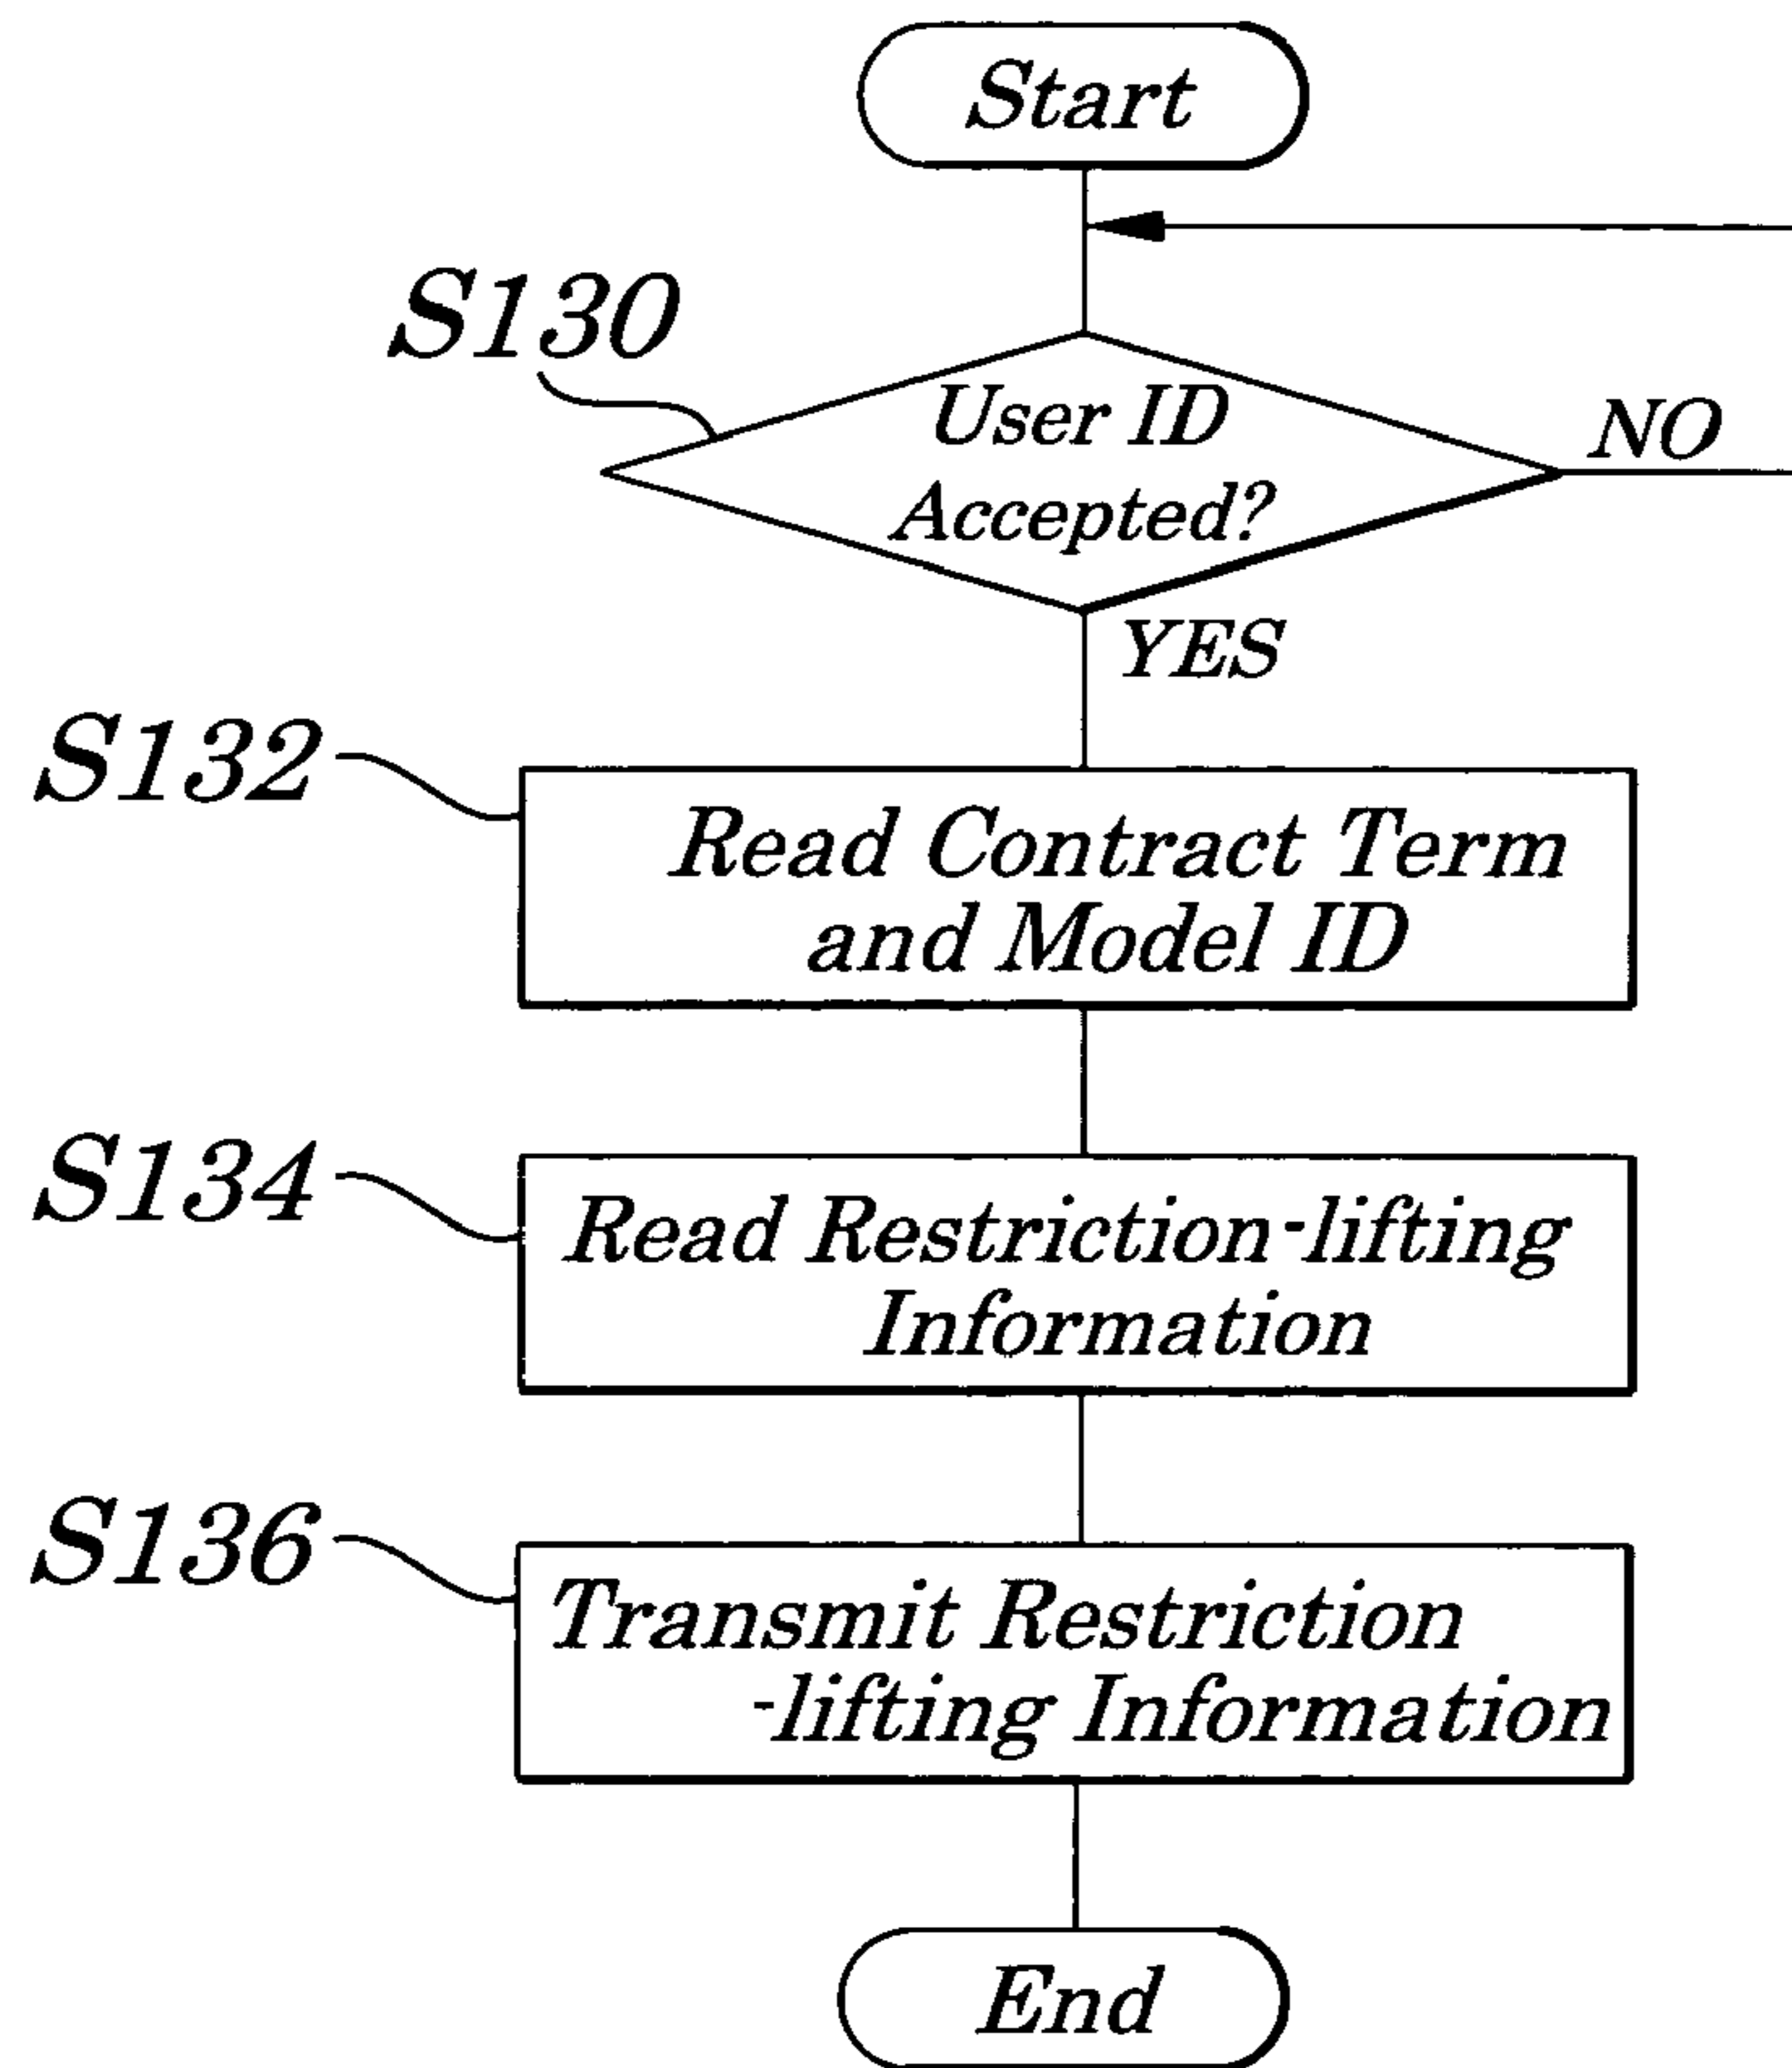 Start
S130
User ID
Accepted?
NO
YES
S132
Read Contract Term
and Model ID
S134
Read Restriction-lifting
Information
S136
Transmit Restriction
-lifting Information
End